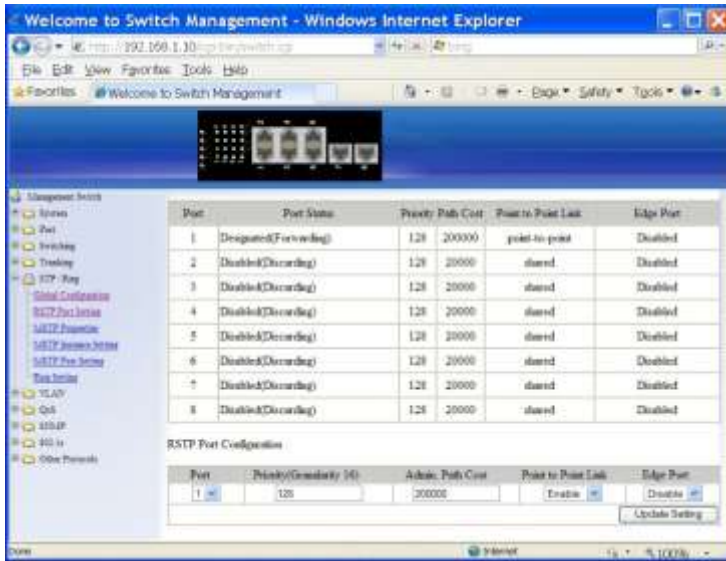 Welcome to Switch Management - Windows Internet Explorer
192.168.1.10
File Edit View Favorites Tools Help
Favorites Welcome to Switch Management Page Safety Tools
Management Switch
System
Port
Switching
Trunking
STP / Ring
Global Configuration
RSTP Port Setting
MSTP Properties
MSTP Instance Setting
MSTP Port Setting
Ring Setting
VLAN
QoS
SNMP
802.1x
Other Protocols
Port Port Status Priority Path Cost Point to Point Link Edge Port
1 Designated(Forwarding) 128 200000 point-to-point Disabled
2 Disabled(Discarding) 128 20000 shared Disabled
3 Disabled(Discarding) 128 20000 shared Disabled
4 Disabled(Discarding) 128 20000 shared Disabled
5 Disabled(Discarding) 128 20000 shared Disabled
6 Disabled(Discarding) 128 20000 shared Disabled
7 Disabled(Discarding) 128 20000 shared Disabled
8 Disabled(Discarding) 128 20000 shared Disabled
RSTP Port Configuration
Port Priority(Granularity 16) Admin. Path Cost Point to Point Link Edge Port
1 128 200000 Enable Disable
Update Setting
Done Internet 100%